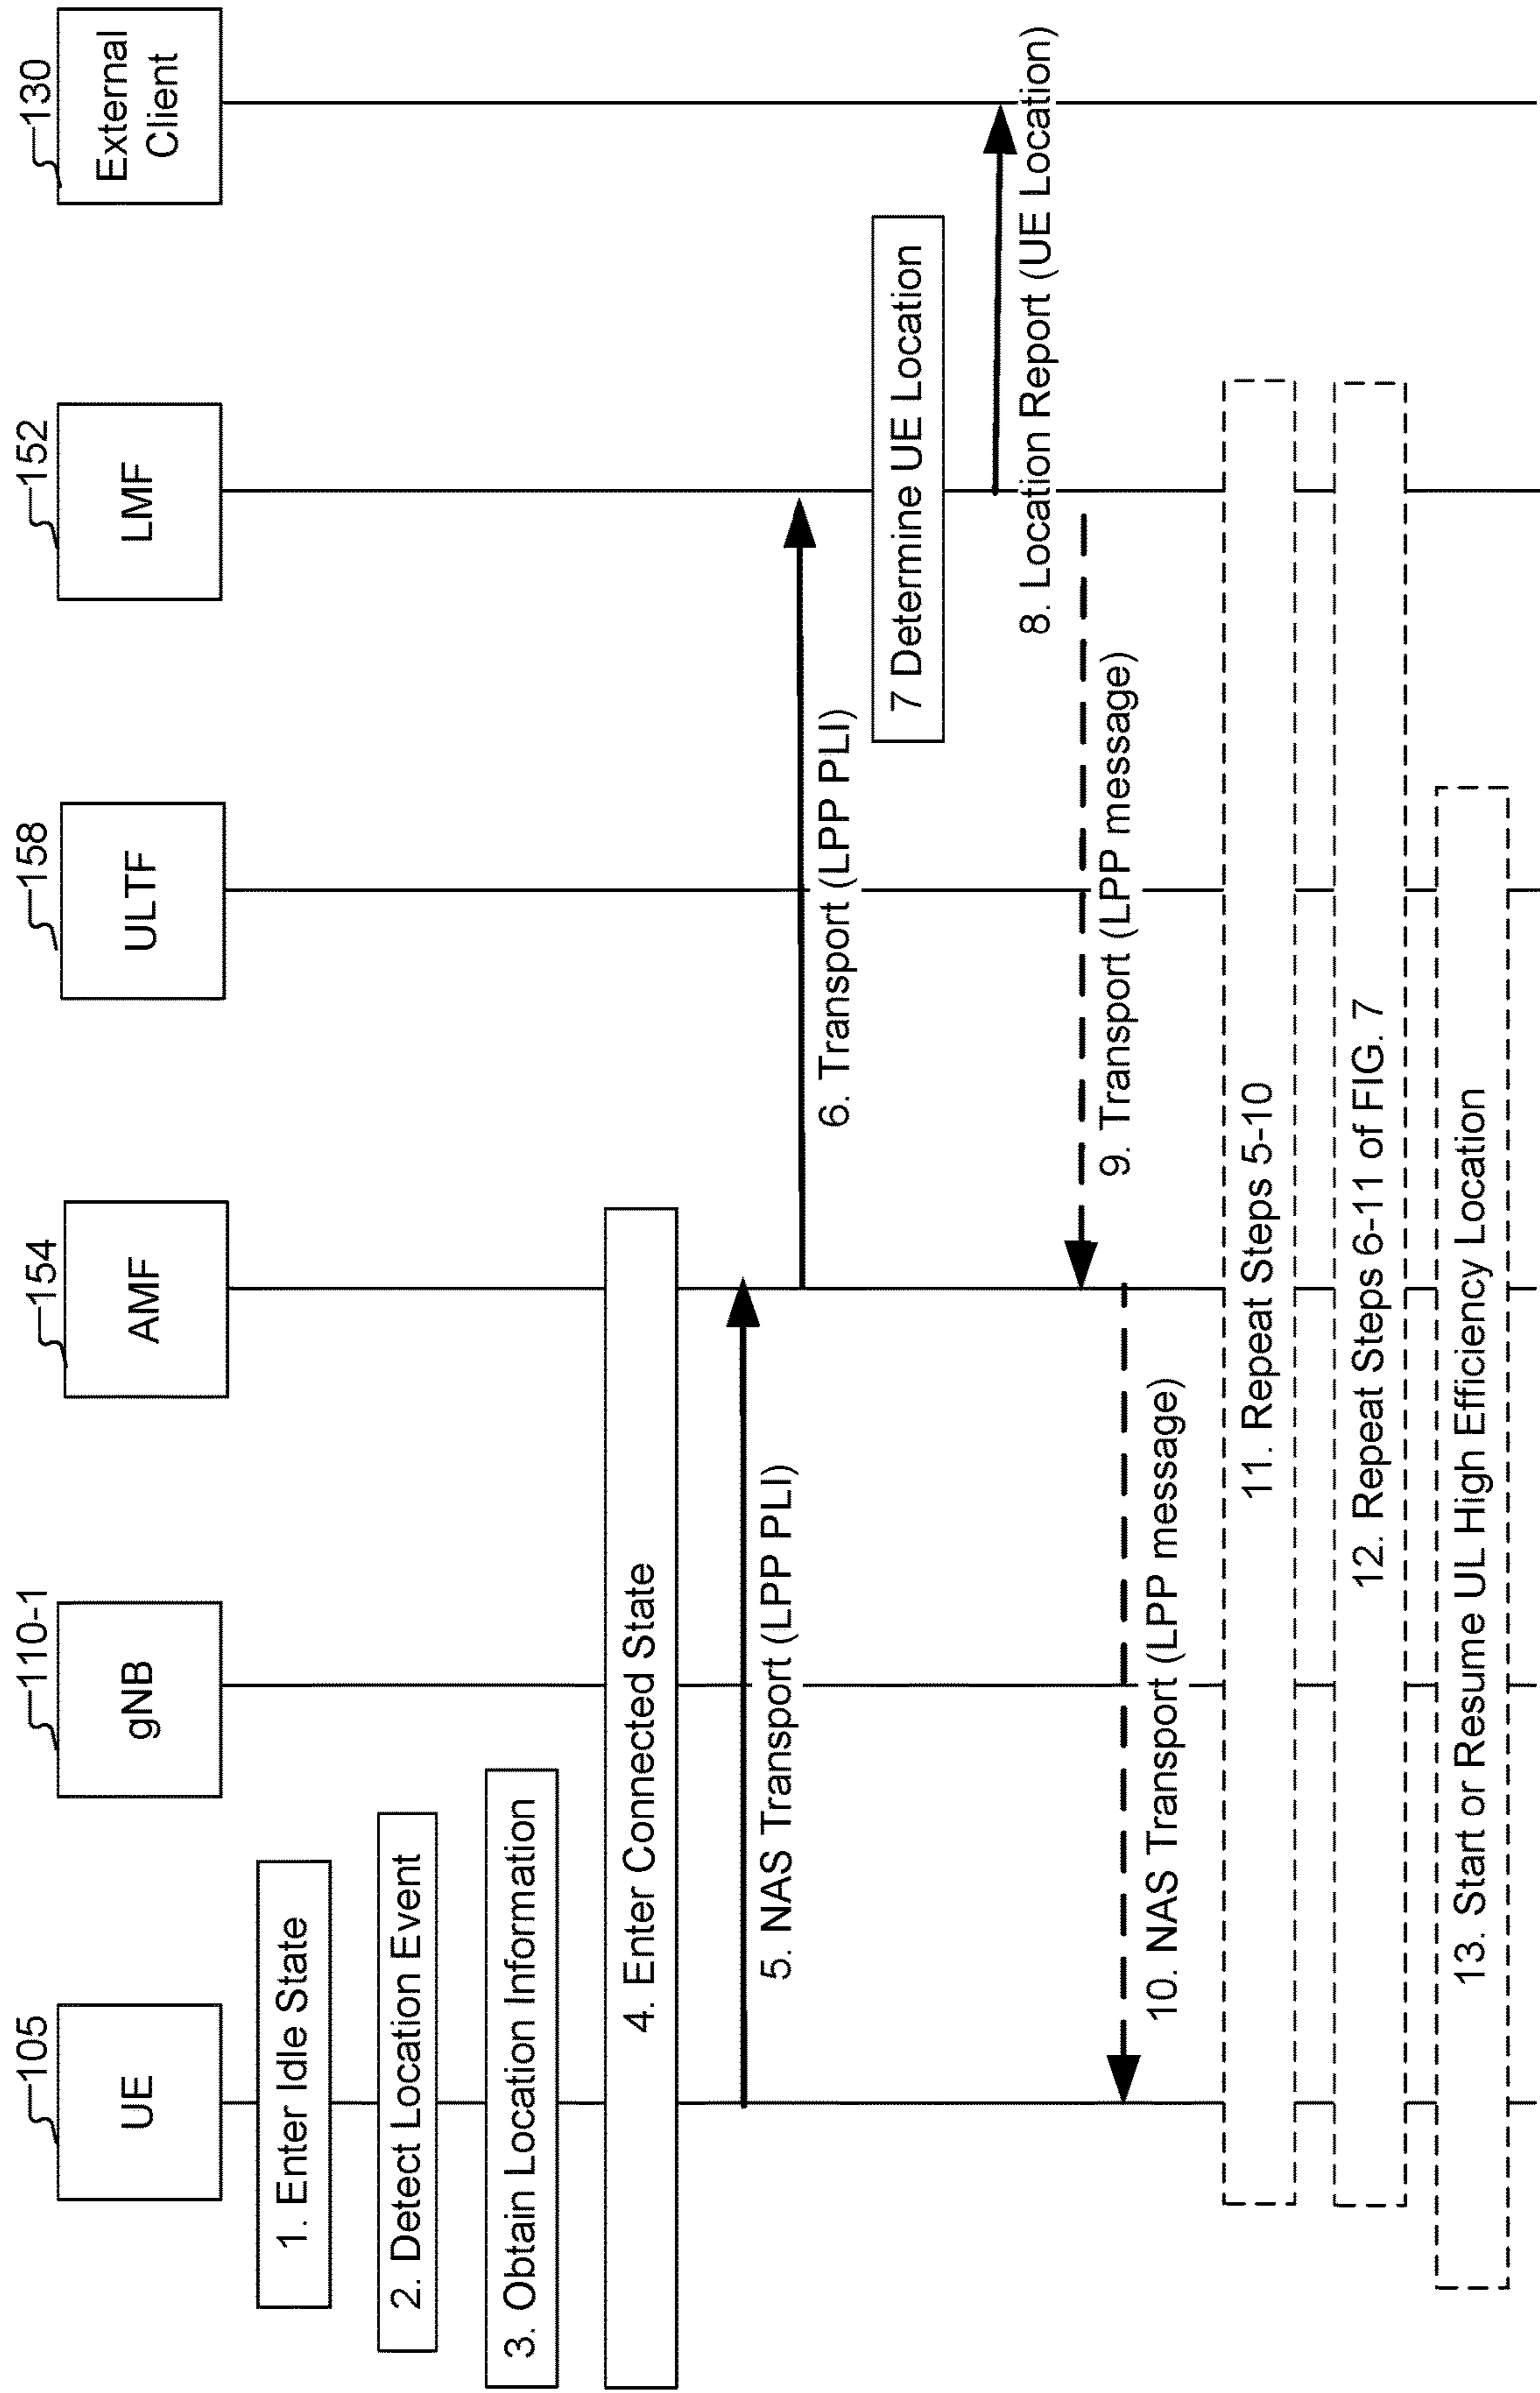 105
UE
110-1
gNB
154
AMF
158
ULTF
152
LMF
130
External
Client
1. Enter Idle State
2. Detect Location Event
3. Obtain Location Information
4. Enter Connected State
5. NAS Transport (LPP PLI)
6. Transport (LPP PLI)
7 Determine UE Location
8. Location Report (UE Location)
9. Transport (LPP message)
10. NAS Transport (LPP message)
11. Repeat Steps 5-10
12. Repeat Steps 6-11 of FIG. 7
13. Start or Resume UL High Efficiency Location